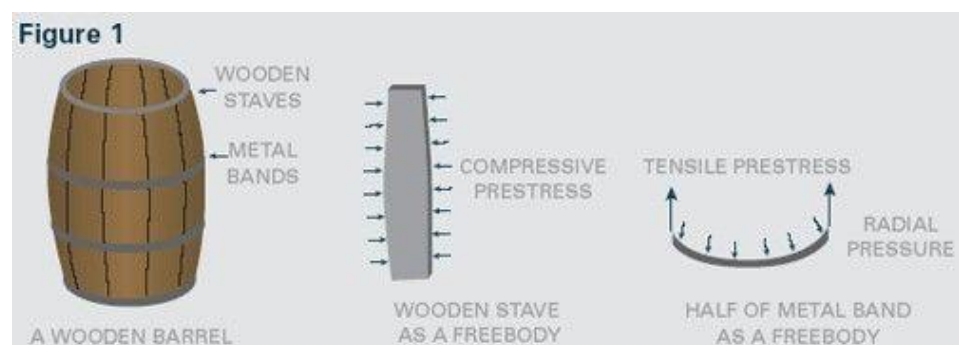 Figure 1
WOODEN
STAVES
METAL
BANDS
A WOODEN BARREL
COMPRESSIVE
PRESTRESS
WOODEN STAVE
AS A FREEBODY
TENSILE PRESTRESS
RADIAL
PRESSURE
HALF OF METAL BAND
AS A FREEBODY